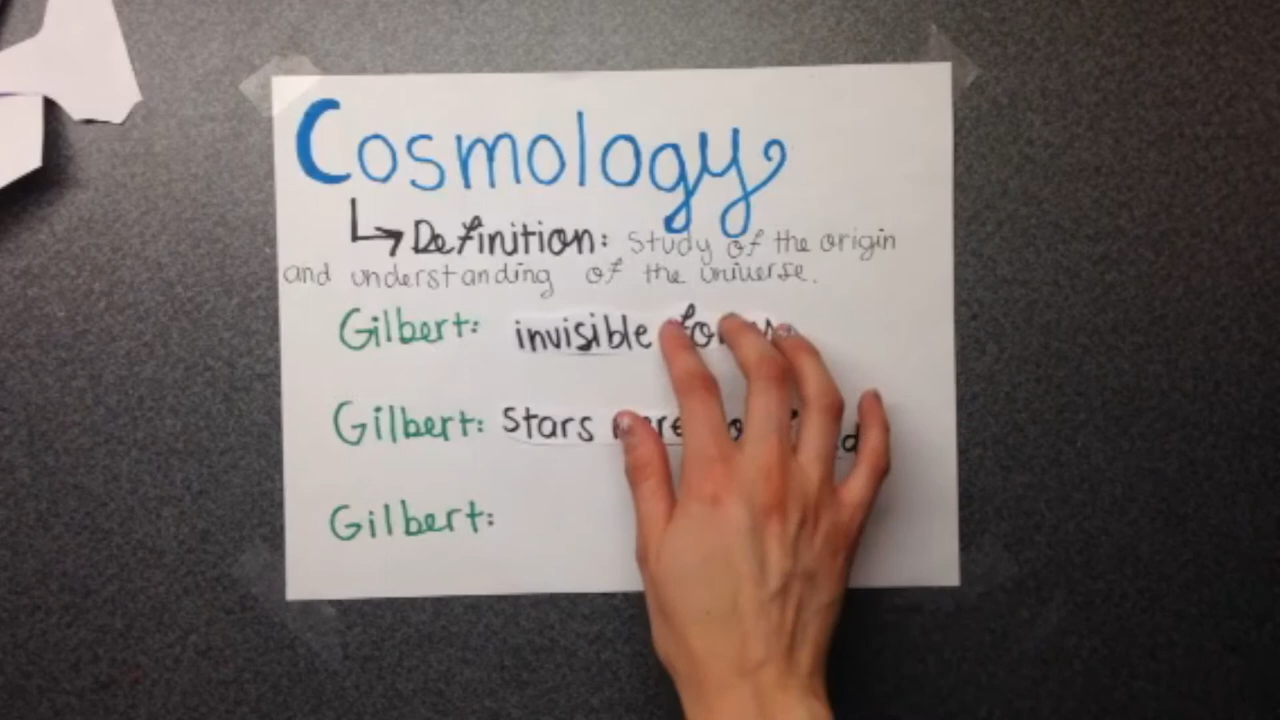 Cosmology
Definition: Study of the origin
and understanding of the universe.
Gilbert: invisible
Gilbert: Stars
Gilbert: